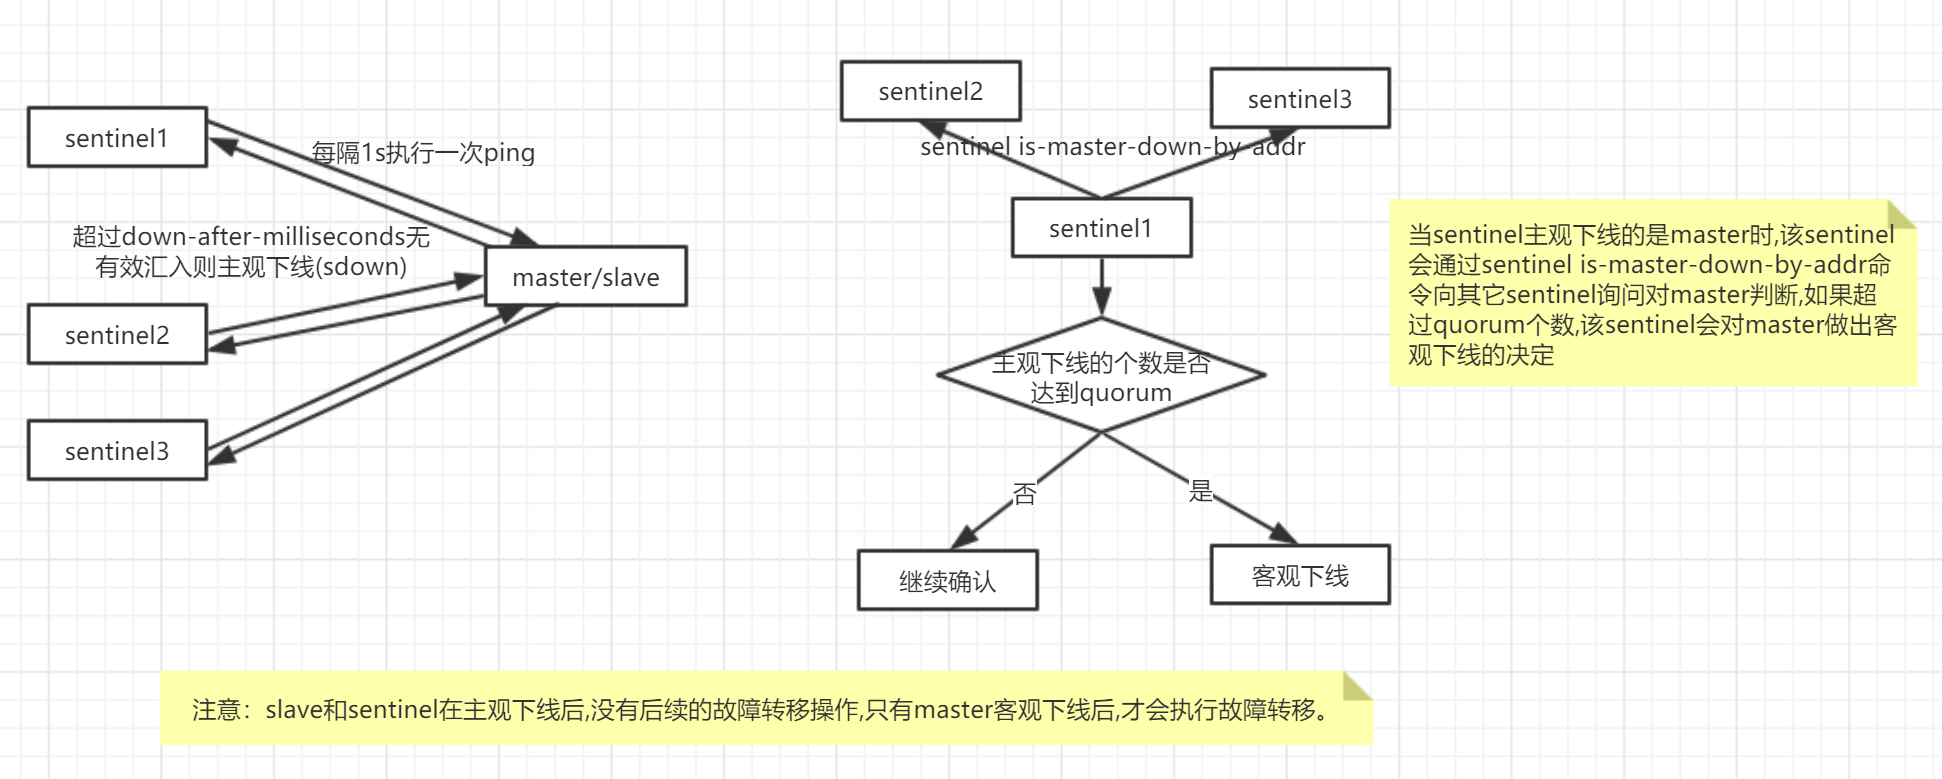 sentinel1
每隔1s执行一次ping
超过down-after-milliseconds无
有效汇入则主观下线(sdown)
master/slave
sentinel2
sentinel3
sentinel2
sentinel3
sentinel is-master-down-by-addr
sentinel1
主观下线的个数是否
达到quorum
否
是
继续确认
客观下线
当sentinel主观下线的是master时,该sentinel
会通过sentinel is-master-down-by-addr命
令向其它sentinel询问对master判断,如果超
过quorum个数,该sentinel会对master做出客
观下线的决定
注意：slave和sentinel在主观下线后,没有后续的故障转移操作,只有master客观下线后,才会执行故障转移。